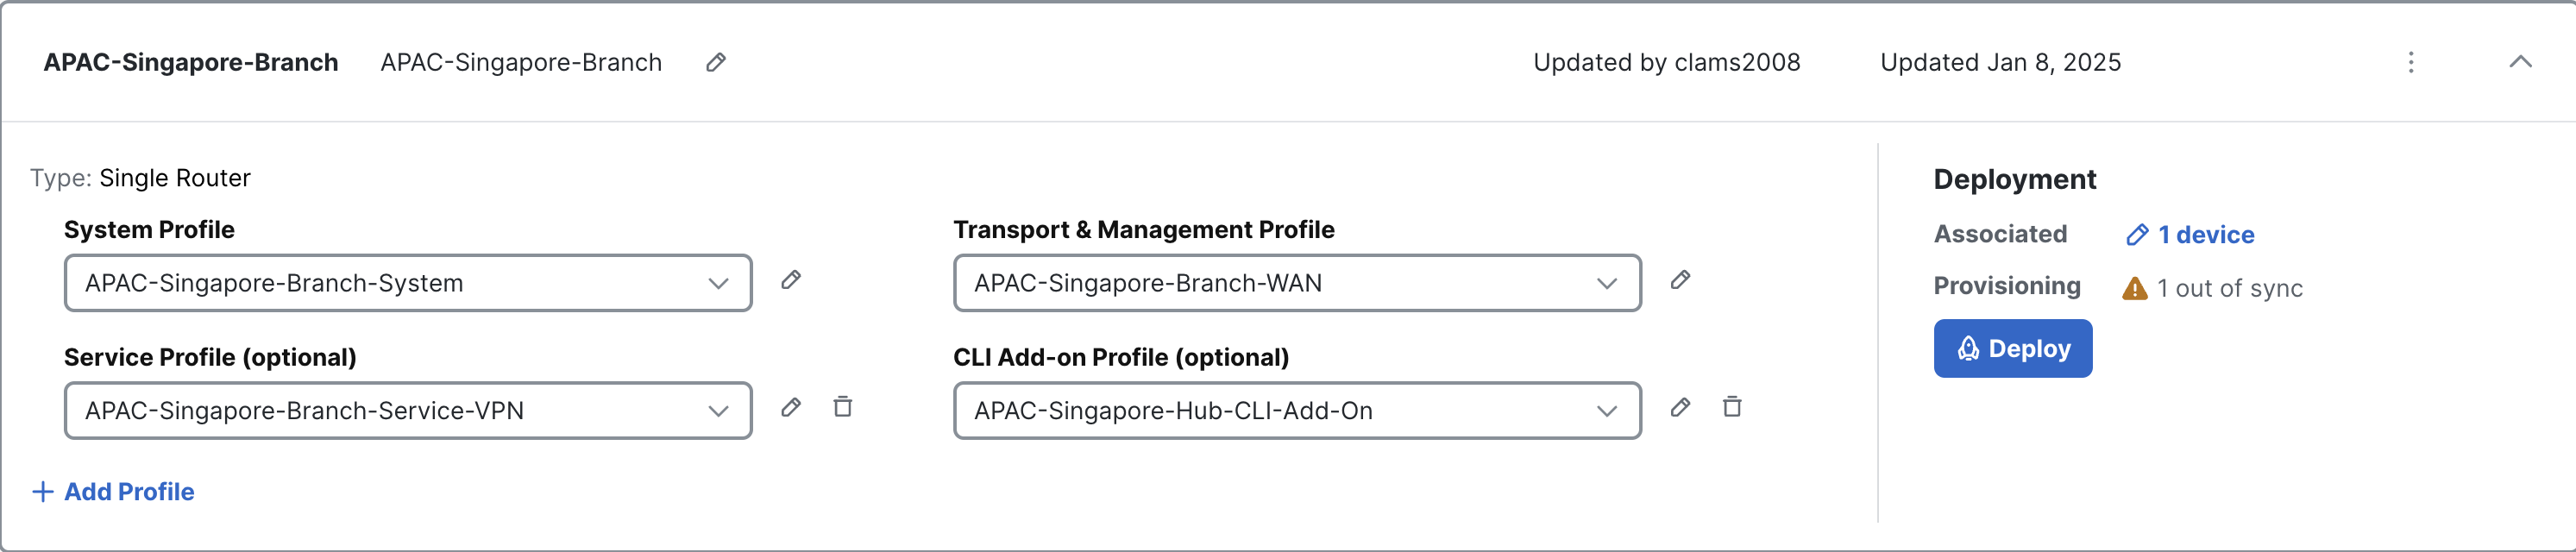 APAC-Singapore-Branch APAC-Singapore-Branch Updated by clams2008 Updated Jan 8, 2025
Type: Single Router
System Profile
APAC-Singapore-Branch-System
Transport & Management Profile
APAC-Singapore-Branch-WAN
Service Profile (optional)
APAC-Singapore-Branch-Service-VPN
CLI Add-on Profile (optional)
APAC-Singapore-Hub-CLI-Add-On
+ Add Profile
Deployment
Associated 1 device
Provisioning 1 out of sync
Deploy